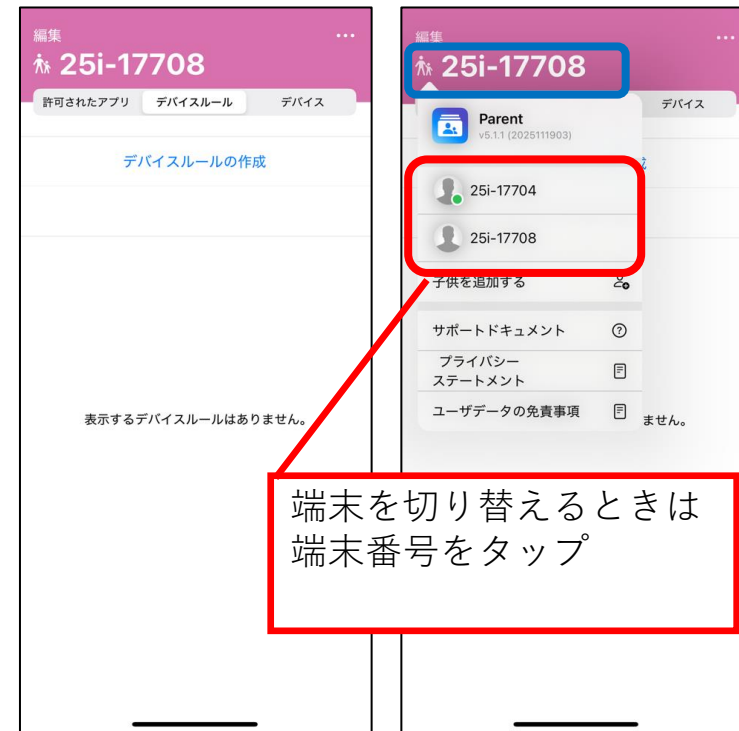 編集
25i-17708
許可されたアプリ デバイスルール デバイス
デバイスルールの作成
表示するデバイスルールはありません。
編集
25i-17708
デバイス
Parent
v5.1.1 (2025111903)
25i-17704
25i-17708
子供を追加する
サポートドキュメント
プライバシー
ステートメント
ユーザデータの免責事項
ません。
端末を切り替えるときは
端末番号をタップ